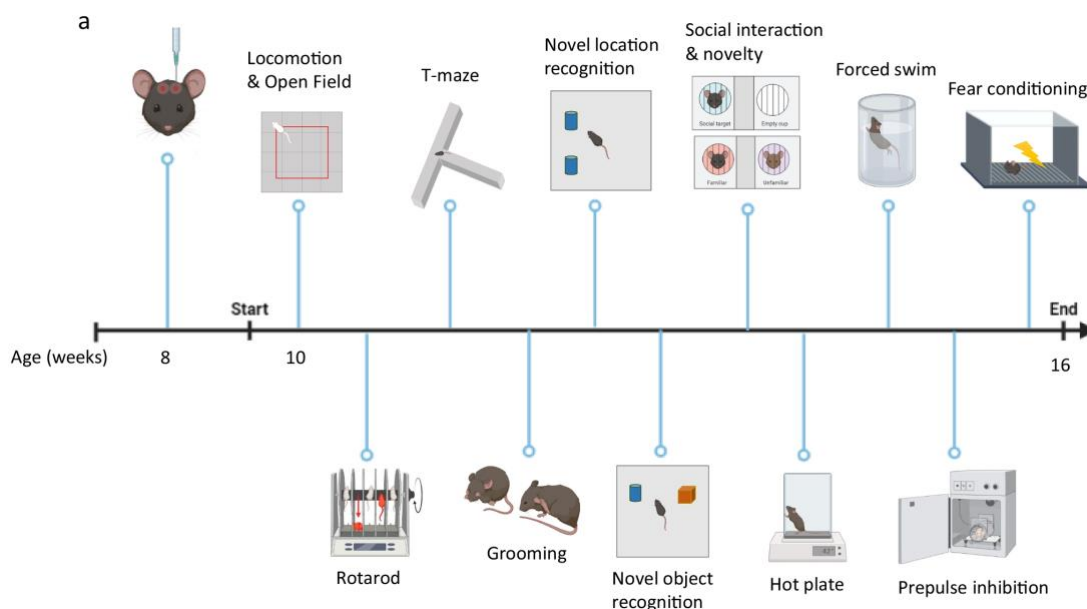 a
Locomotion
& Open Field
T-maze
Novel location
recognition
Social interaction
& novelty
Social target
Empty cup
Familiar
Unfamiliar
Forced swim
Fear conditioning
Start
End
Age (weeks)
8
10
16
Rotarod
Grooming
Novel object
recognition
Hot plate
Prepulse inhibition